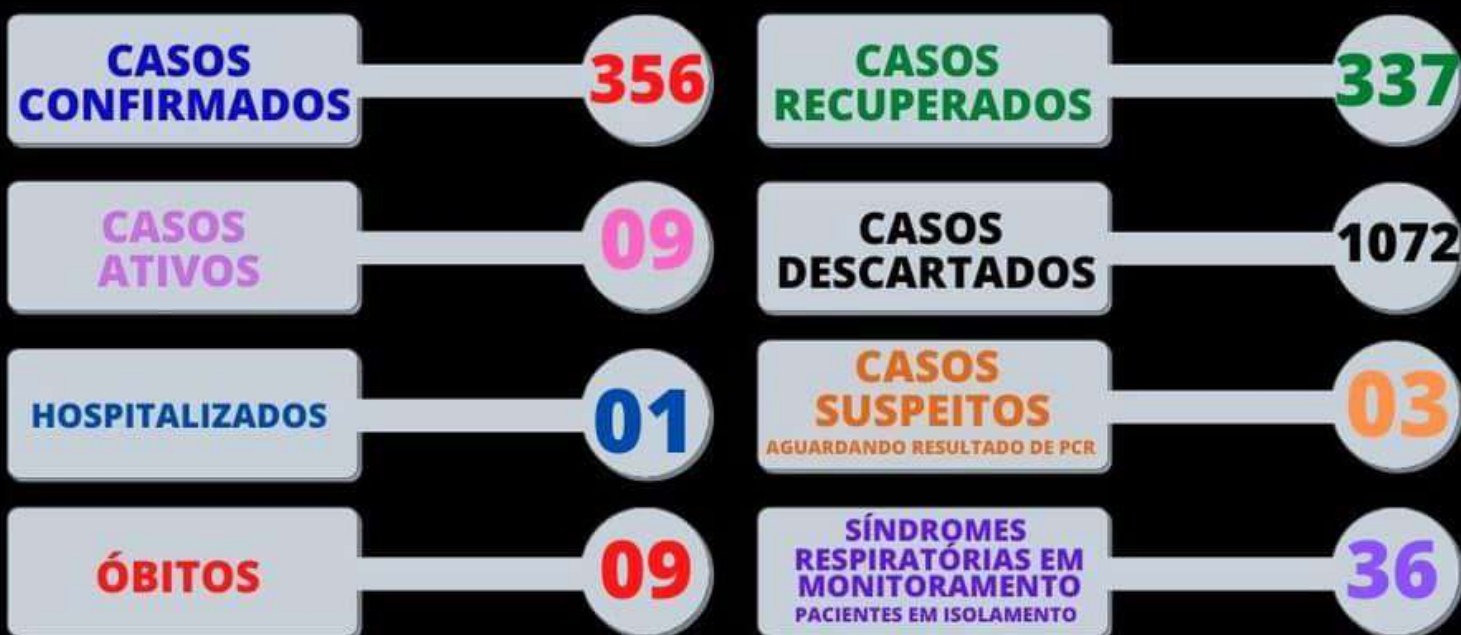 CASOS
CONFIRMADOS
356
CASOS
RECUPERADOS
337
CASOS
ATIVOS
09
CASOS
DESCARTADOS
1072
HOSPITALIZADOS
01
CASOS
SUSPEITOS
AGUARDANDO RESULTADO DE PCR
03
ÓBITOS
09
SÍNDROMES
RESPIRATÓRIAS EM
MONITORAMENTO
PACIENTES EM ISOLAMENTO
36